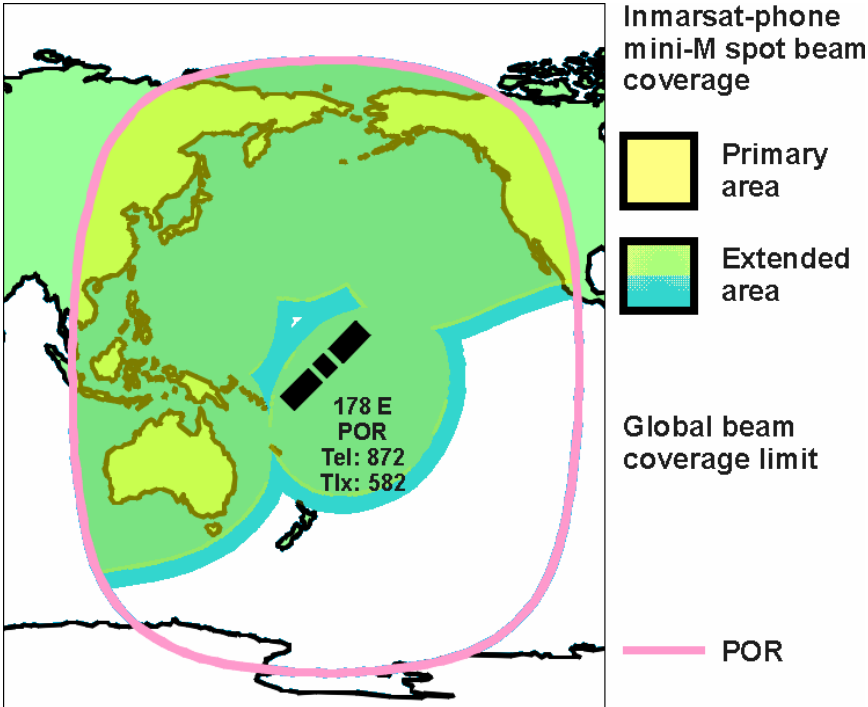 Inmarsat-phone
mini-M spot beam
coverage
Primary
area
Extended
area
178 E
POR
Tel: 872
Tlx: 582
Global beam
coverage limit
POR